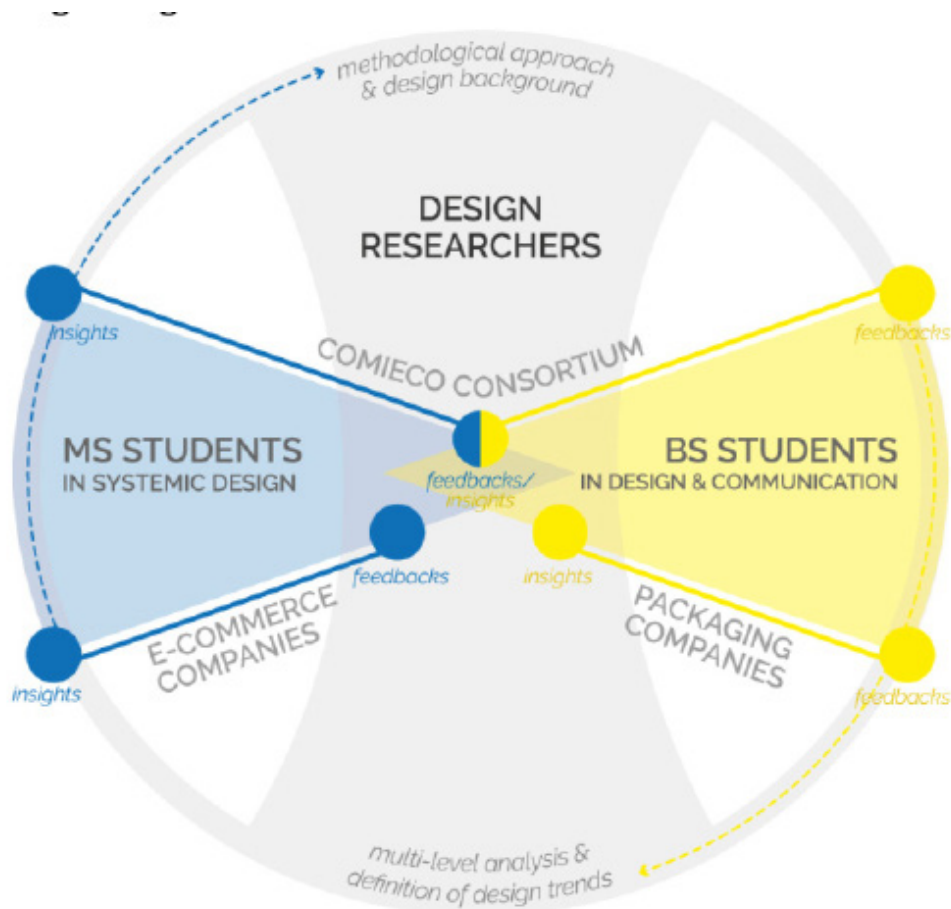 methodological approach
& design background
DESIGN
RESEARCHERS
insights
feedbacks
COMIECO CONSORTIUM
MS STUDENTS
IN SYSTEMIC DESIGN
feedbacks/
insights
BS STUDENTS
IN DESIGN & COMMUNICATION
feedbacks
insights
E-COMMERCE
COMPANIES
PACKAGING
COMPANIES
insights
feedbacks
multi-level analysis &
definition of design trends